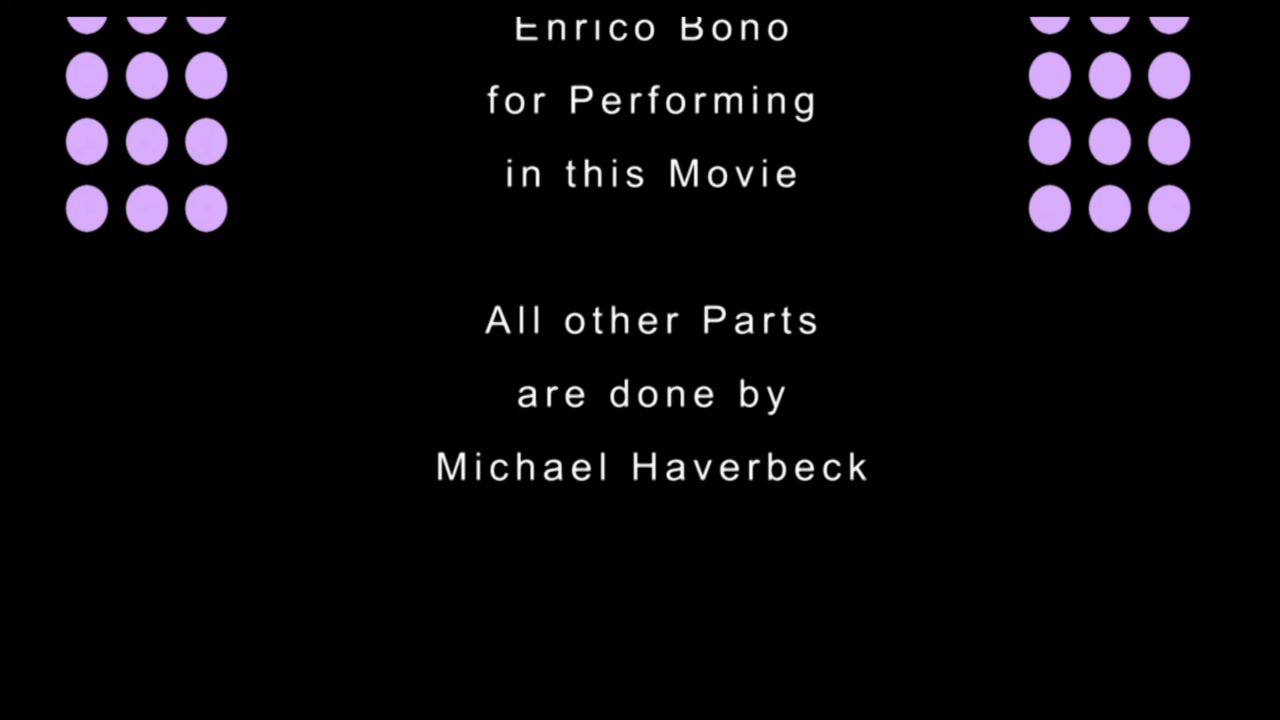 Enrico Bono
for Performing
in this Movie
All other Parts
are done by
Michael Haverbeck